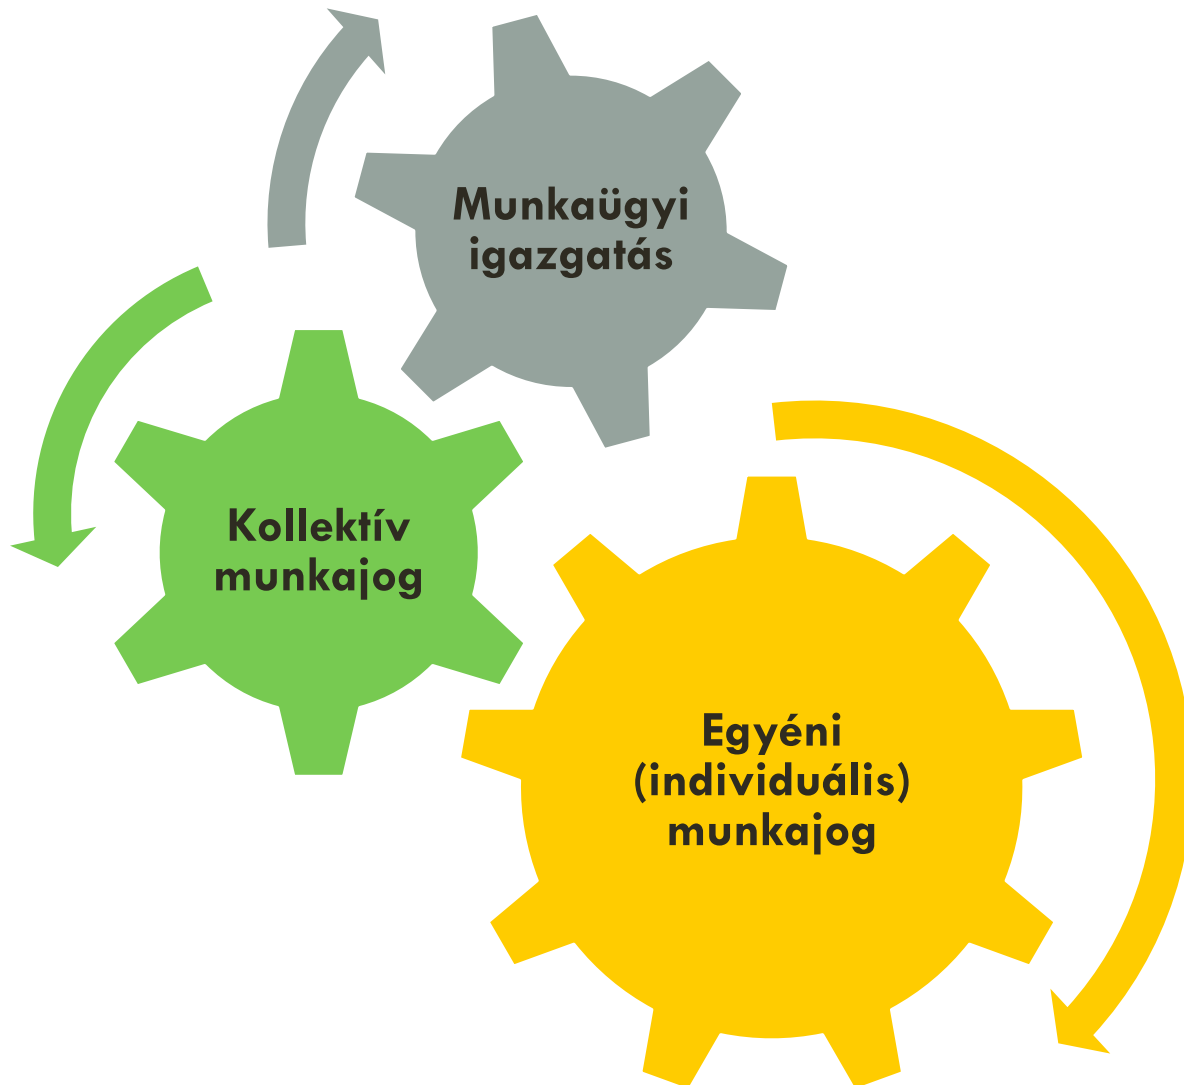 Munkaügyi
igazgatás
Kollektív
munkajog
Egyéni
(individuális)
munkajog